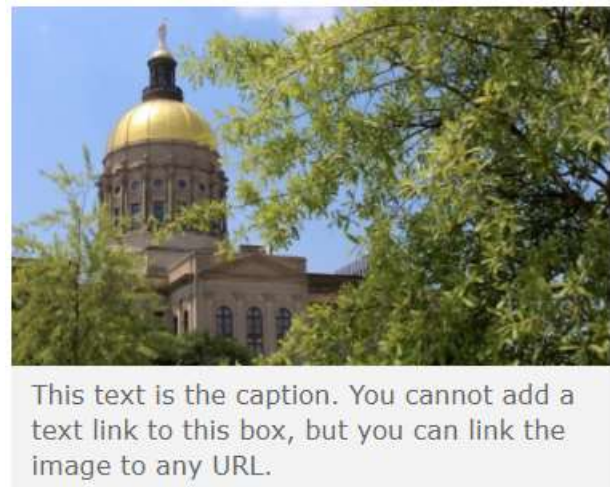 This text is the caption. You cannot add a
text link to this box, but you can link the
image to any URL.